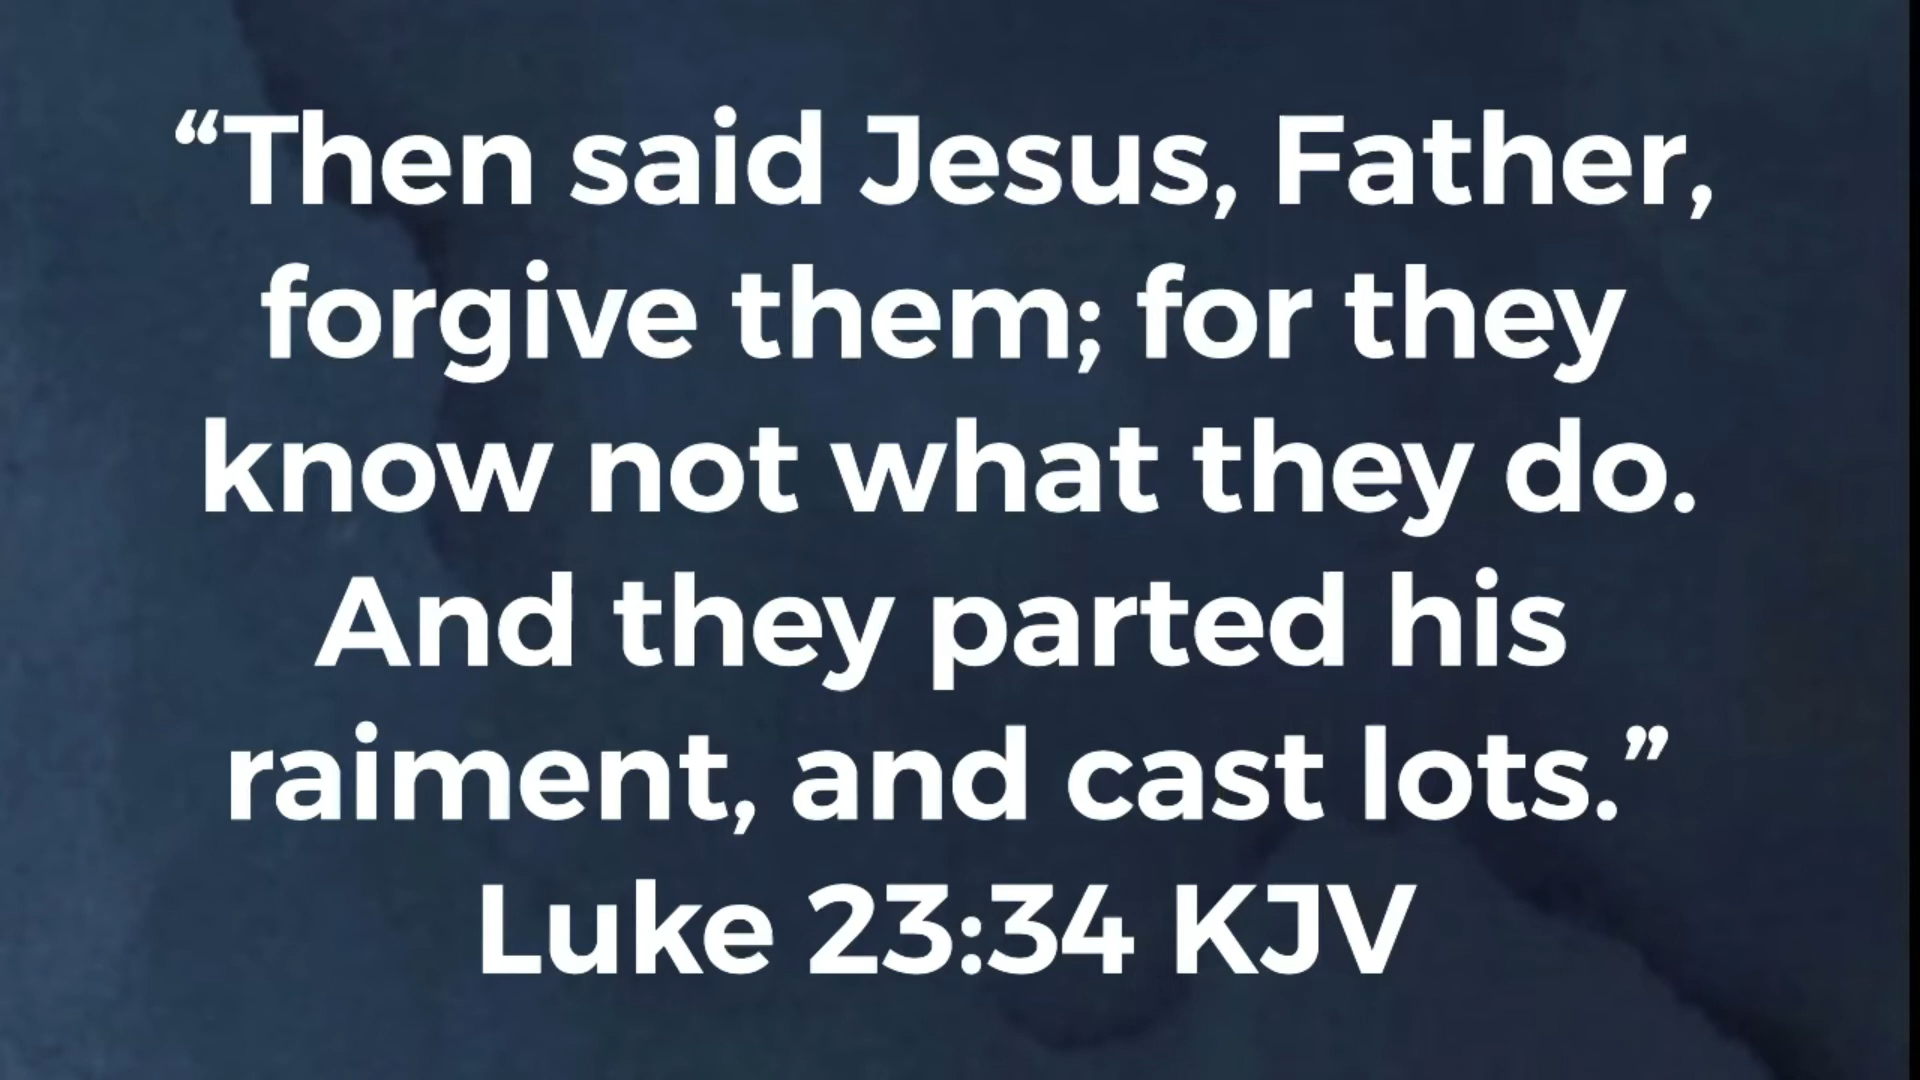 “Then said Jesus, Father,
forgive them; for they
know not what they do.
And they parted his
raiment, and cast lots.”
Luke 23:34 KJV